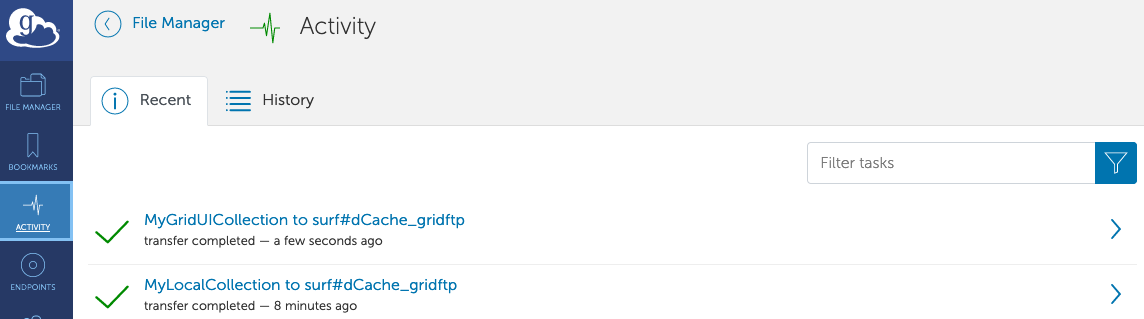 g
File Manager
Activity
FILE MANAGER
Recent
History
BOOKMARKS
Filter tasks
ACTIVITY
MyGridUICollection to surf#dCache_gridftp
transfer completed — a few seconds ago
ENDPOINTS
MyLocalCollection to surf#dCache_gridftp
transfer completed — 8 minutes ago